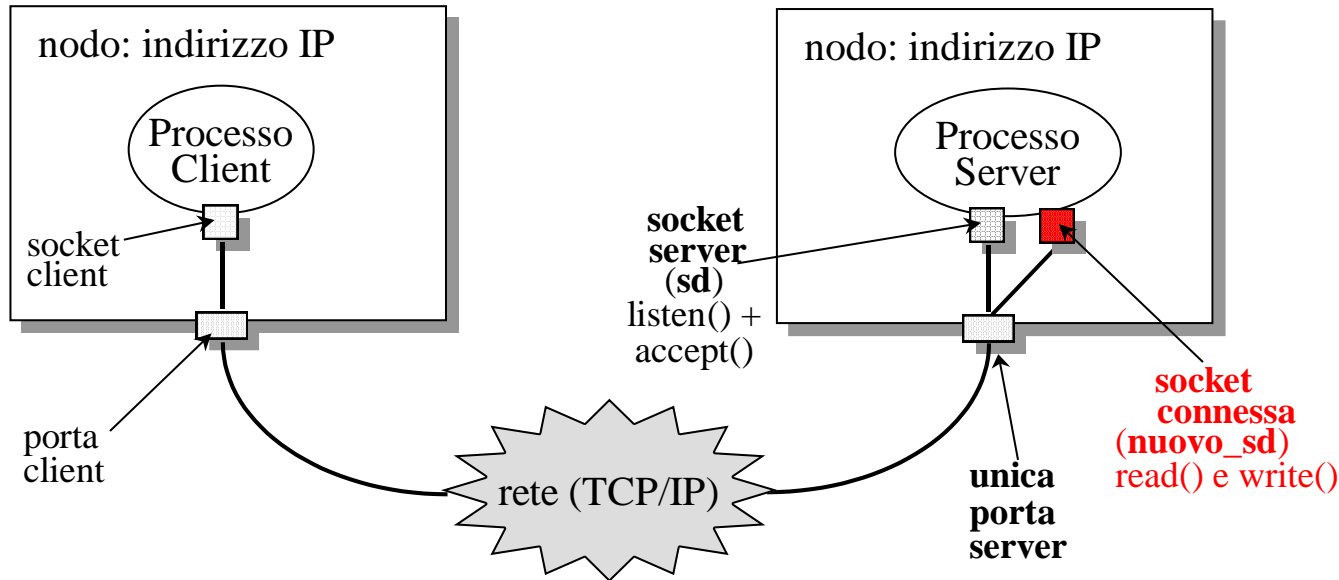 nodo: indirizzo IP
Processo
Client
socket
client
porta
client
rete (TCP/IP)
nodo: indirizzo IP
Processo
Server
socket
server
(sd)
listen() +
accept()
unica
porta
server
socket
connessa
(nuovo_sd)
read() e write()